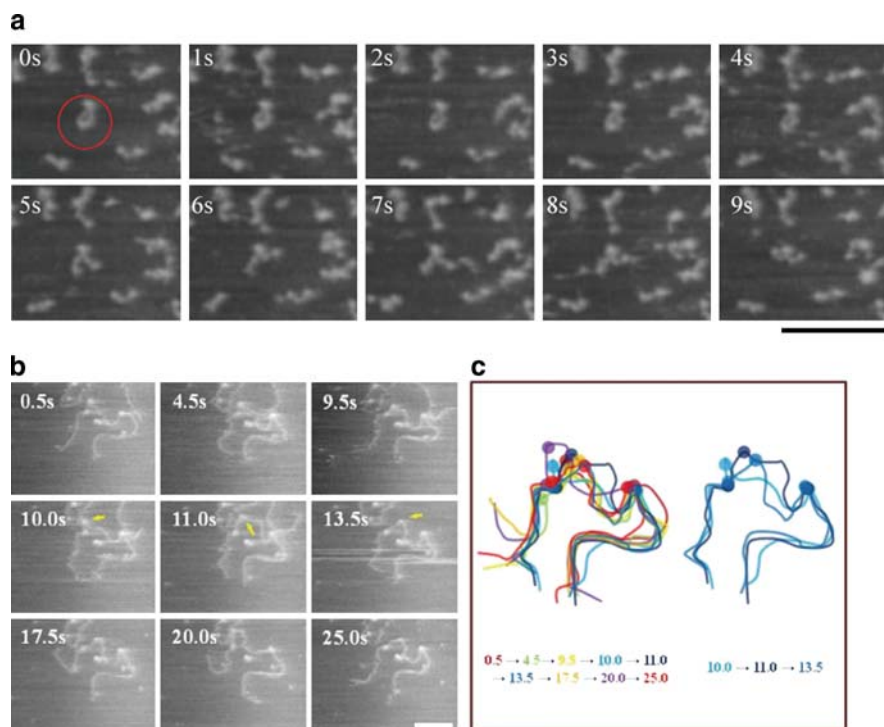 a
0s 1s 2s 3s 4s
5s 6s 7s 8s 9s
b
0.5s 4.5s 9.5s
10.0s 11.0s 13.5s
17.5s 20.0s 25.0s
c
0.5 → 4.5 → 9.5 → 10.0 → 11.0
→ 13.5 → 17.5 → 20.0 → 25.0
10.0 → 11.0 → 13.5